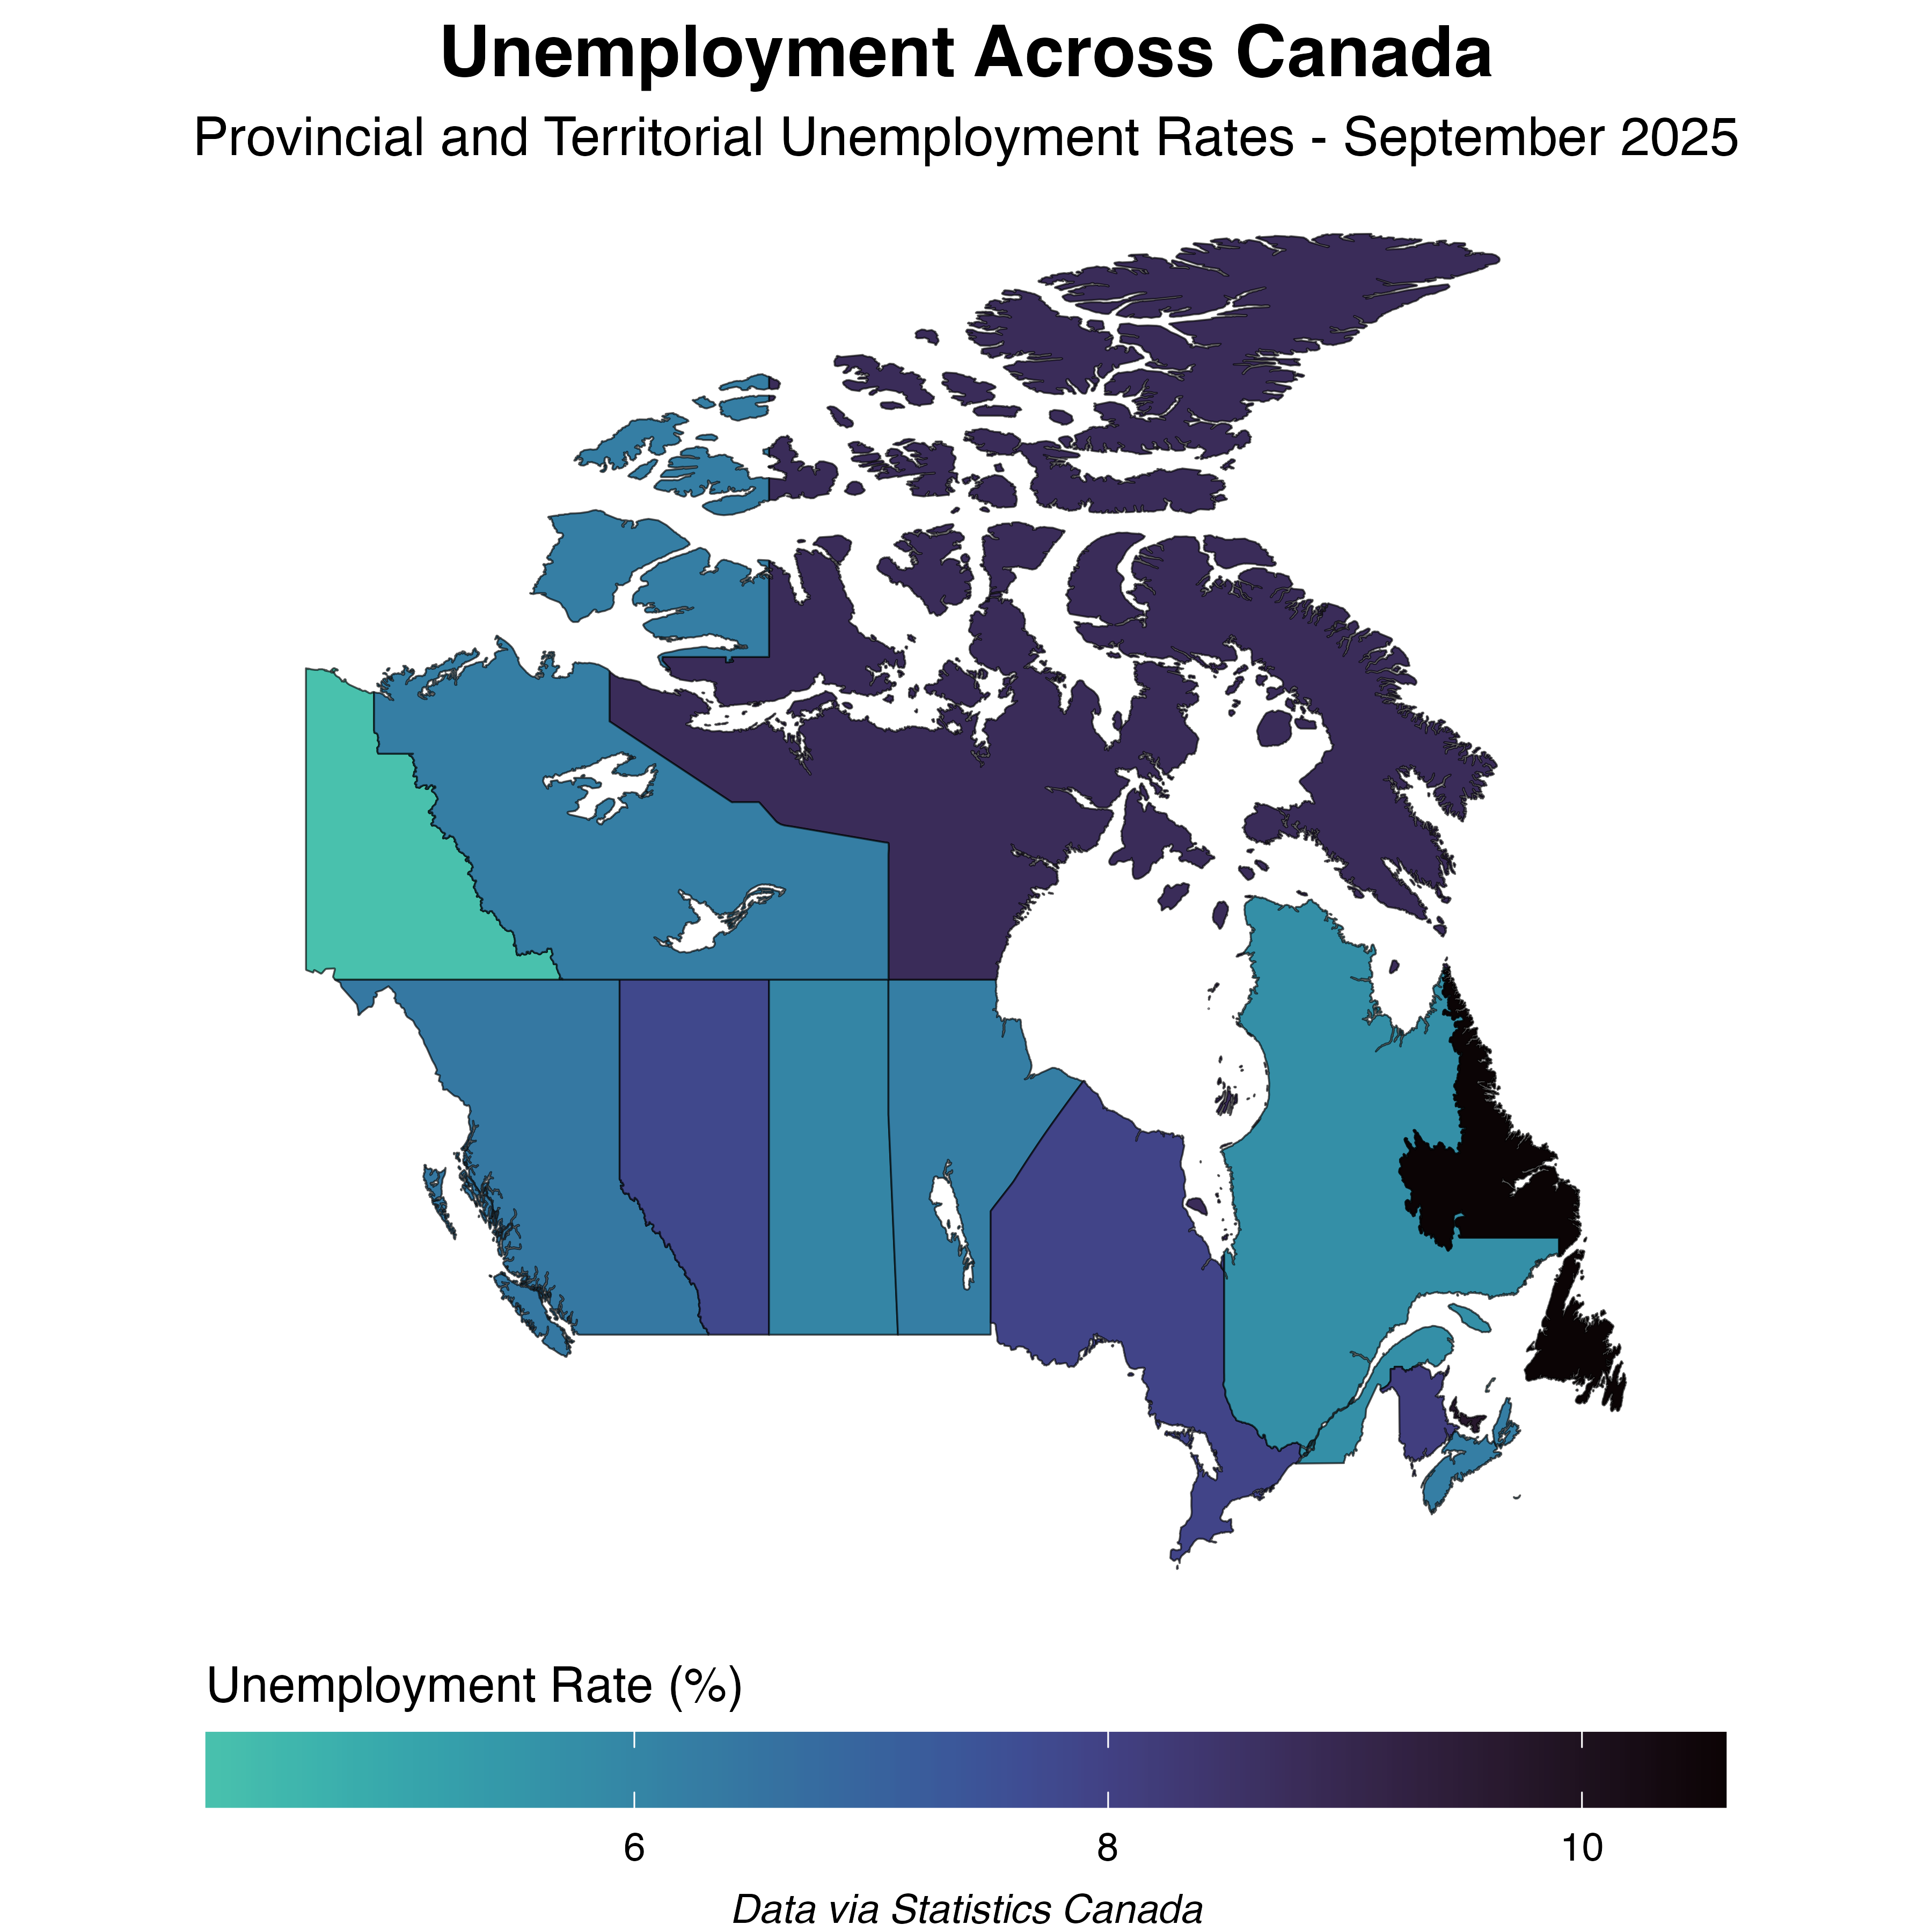 Unemployment Across Canada
Provincial and Territorial Unemployment Rates - September 2025
Unemployment Rate (%)
6 8 10
Data via Statistics Canada